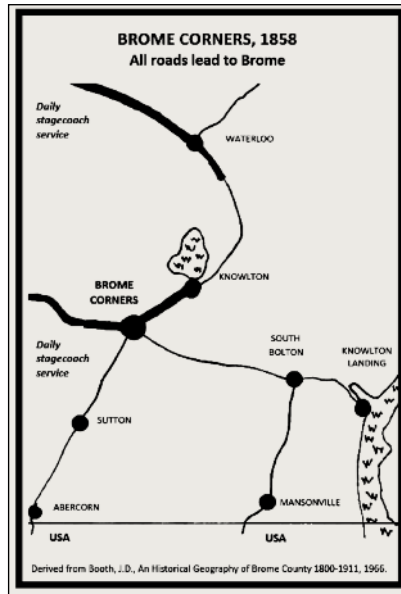 BROME CORNERS, 1858
All roads lead to Brome
Daily
stagecoach
service
WATERLOO
KNOWLTON
BROME
CORNERS
SOUTH
BOLTON
KNOWLTON
LANDING
Daily
stagecoach
service
SUTTON
ABERCORN
MANSONVILLE
USA
USA
Derived from Booth, J.D., An Historical Geography of Brome County 1800-1911, 1966.